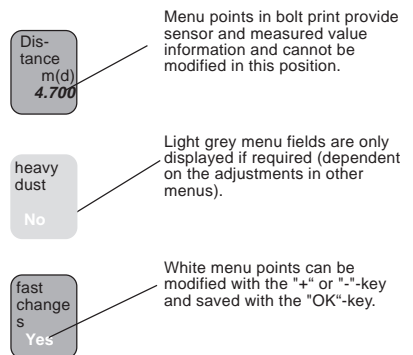 Dis-
tance
m(d)
4.700
Menu points in bolt print provide
sensor and measured value
information and cannot be
modified in this position.
heavy
dust
No
Light grey menu fields are only
displayed if required (dependent
on the adjustments in other
menus).
fast
change
s
Yes
White menu points can be
modified with the "+“ or "-"-key
and saved with the "OK“-key.